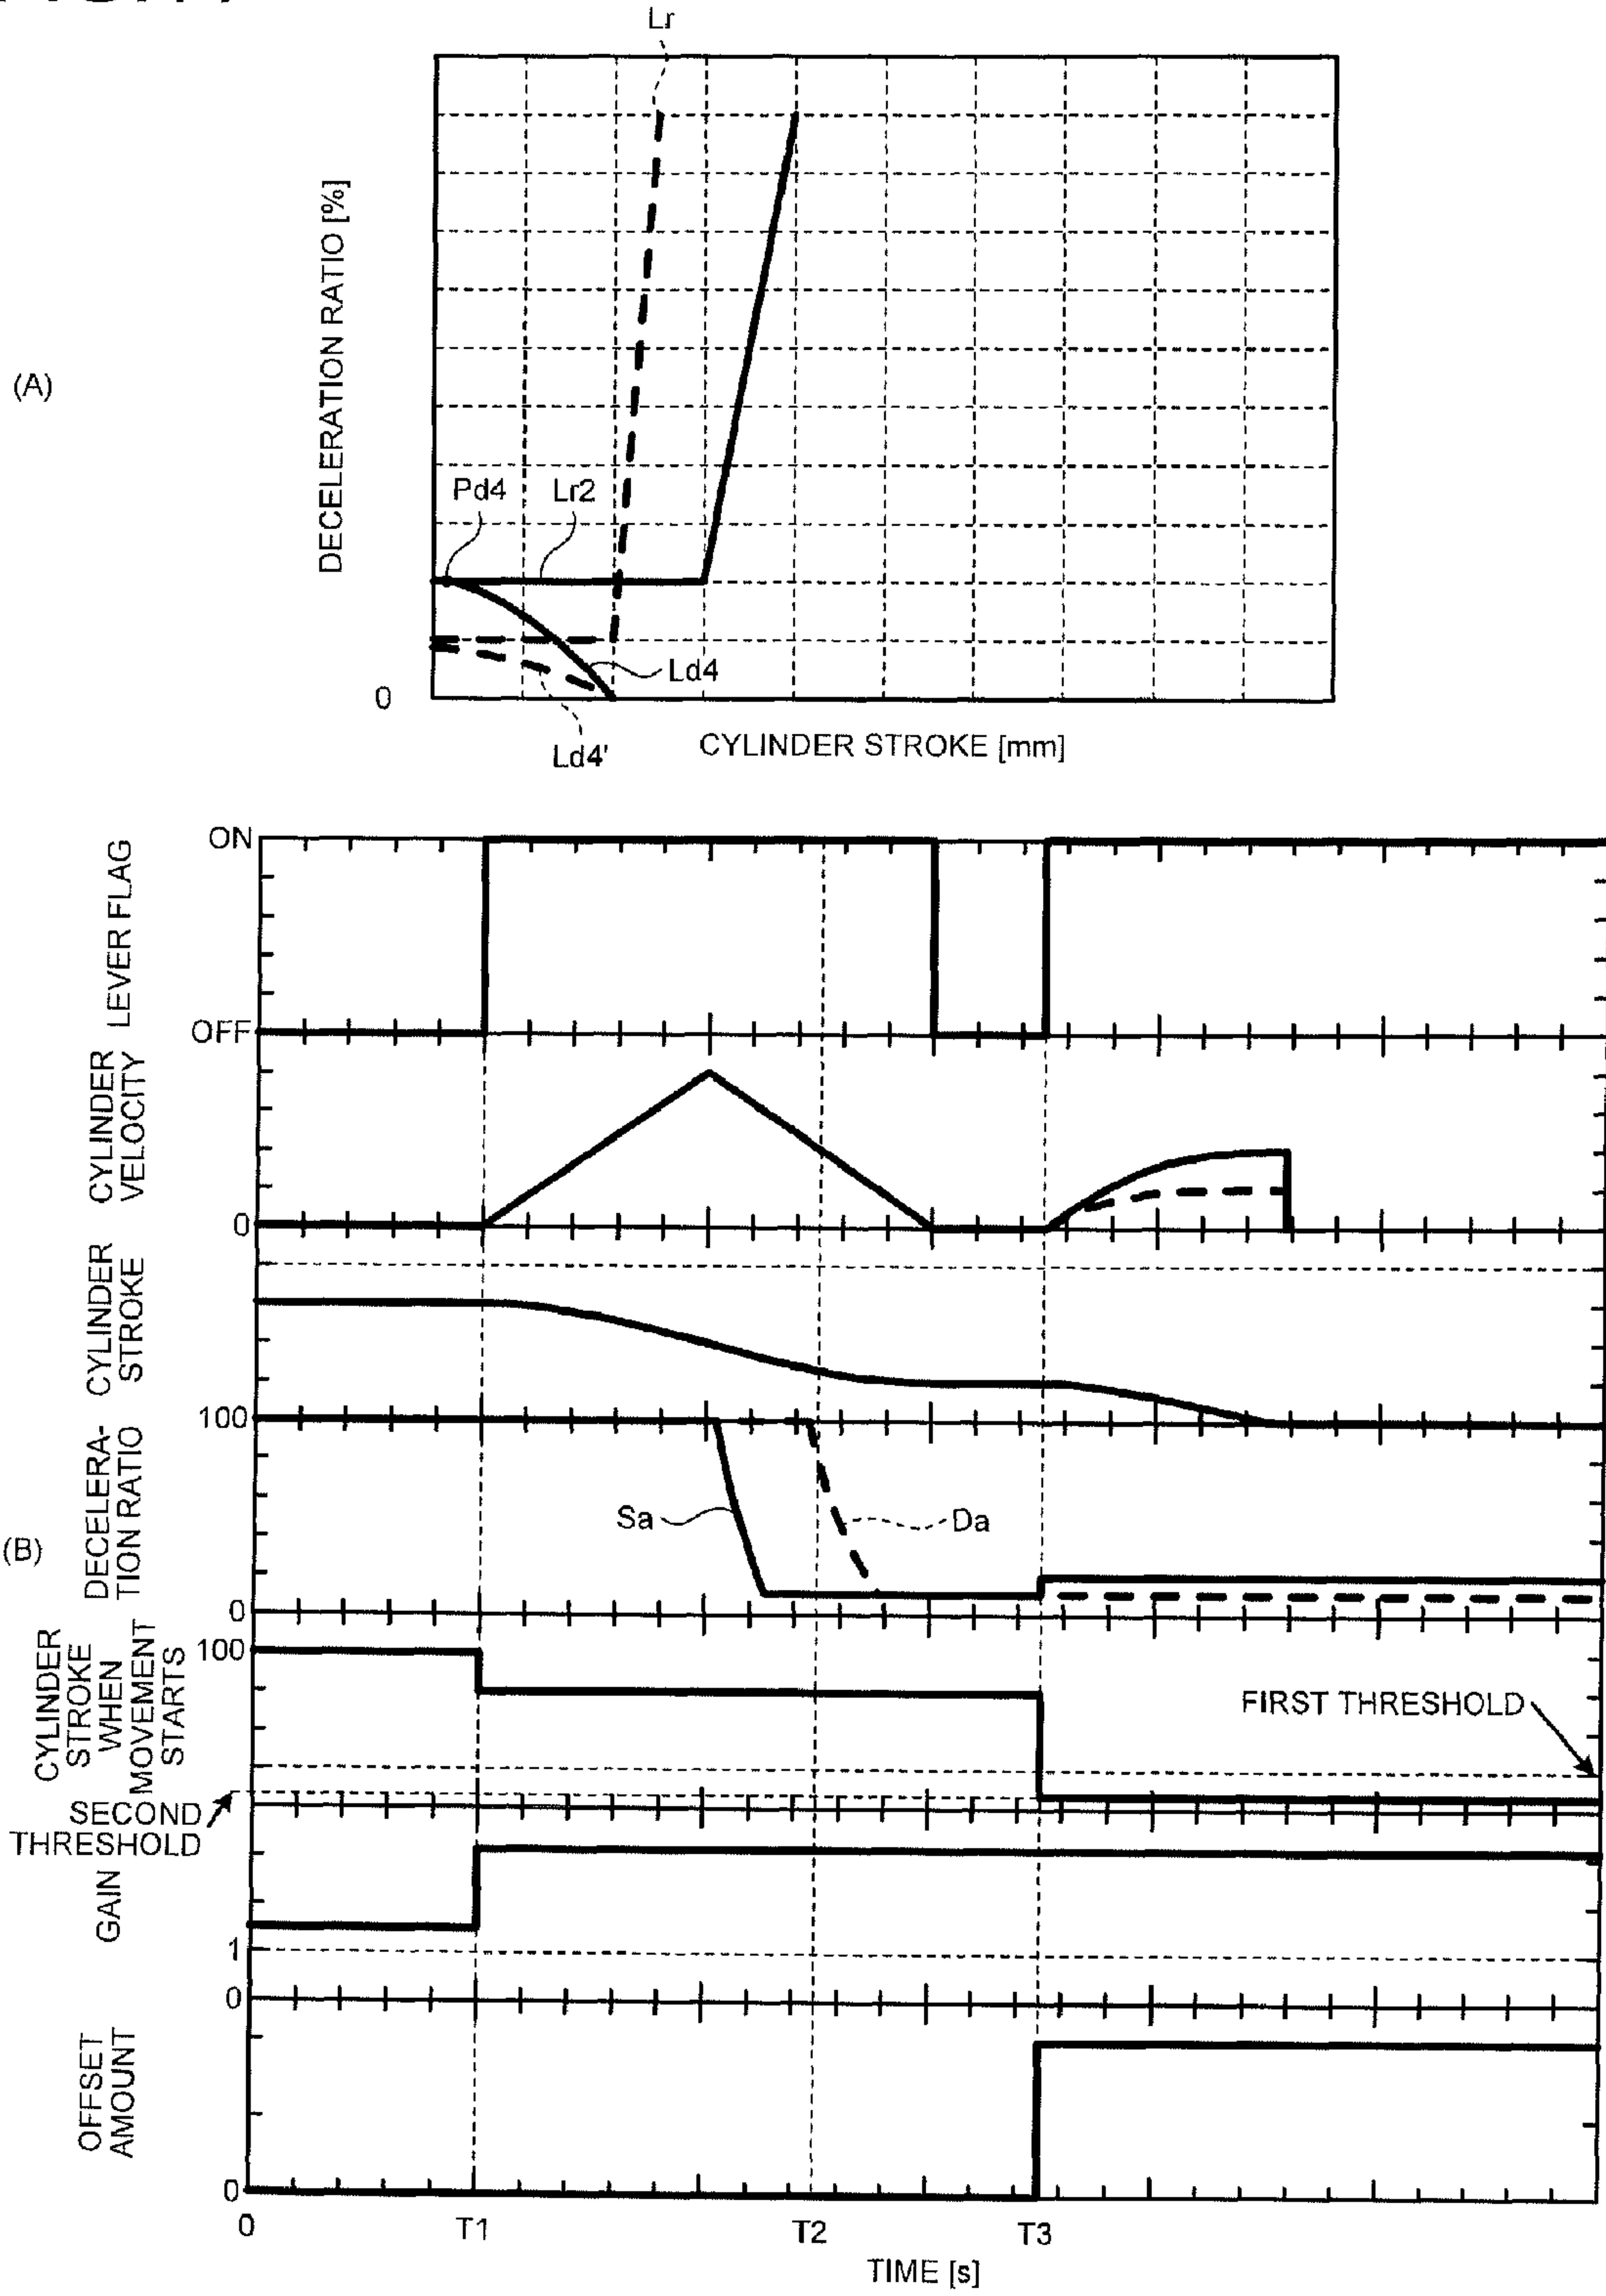 Lr
DECELERATION RATIO [%]
(A)
Pd4
Lr2
Ld4
0
Ld4'
CYLINDER STROKE [mm]
ON
LEVER FLAG
OFF
CYLINDER
VELOCITY
0
CYLINDER
STROKE
100
DECELERA-
TION RATIO
Sa
Da
(B)
0
CYLINDER
STROKE
WHEN
MOVEMENT
STARTS
100
FIRST THRESHOLD
SECOND
THRESHOLD
GAIN
1
0
OFFSET
AMOUNT
0
0
T1
T2
T3
TIME [s]